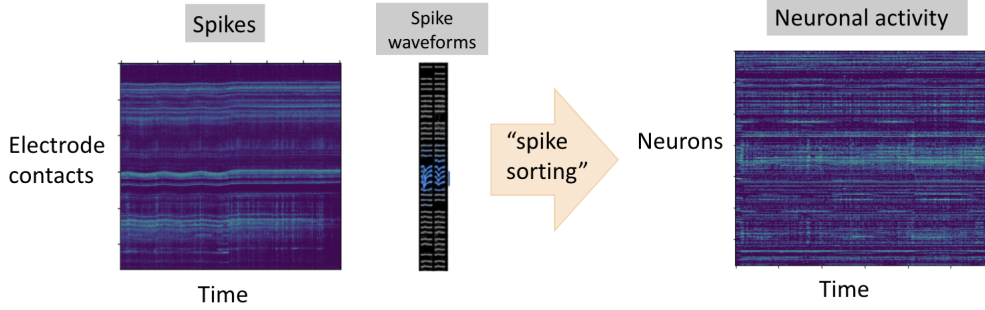 Spikes
Spike
waveforms
Neuronal activity
Electrode
contacts
“spike
sorting”
Neurons
Time
Time